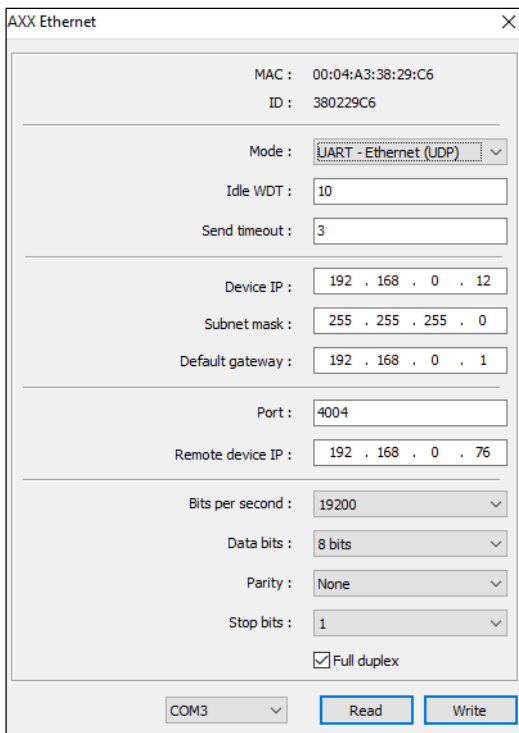 AXX Ethernet
MAC : 00:04:A3:38:29:C6
ID : 380229C6
Mode : UART - Ethernet (UDP)
Idle WDT : 10
Send timeout : 3
Device IP : 192 . 168 . 0 . 12
Subnet mask : 255 . 255 . 255 . 0
Default gateway : 192 . 168 . 0 . 1
Port : 4004
Remote device IP : 192 . 168 . 0 . 76
Bits per second : 19200
Data bits : 8 bits
Parity : None
Stop bits : 1
Full duplex
COM3 Read Write